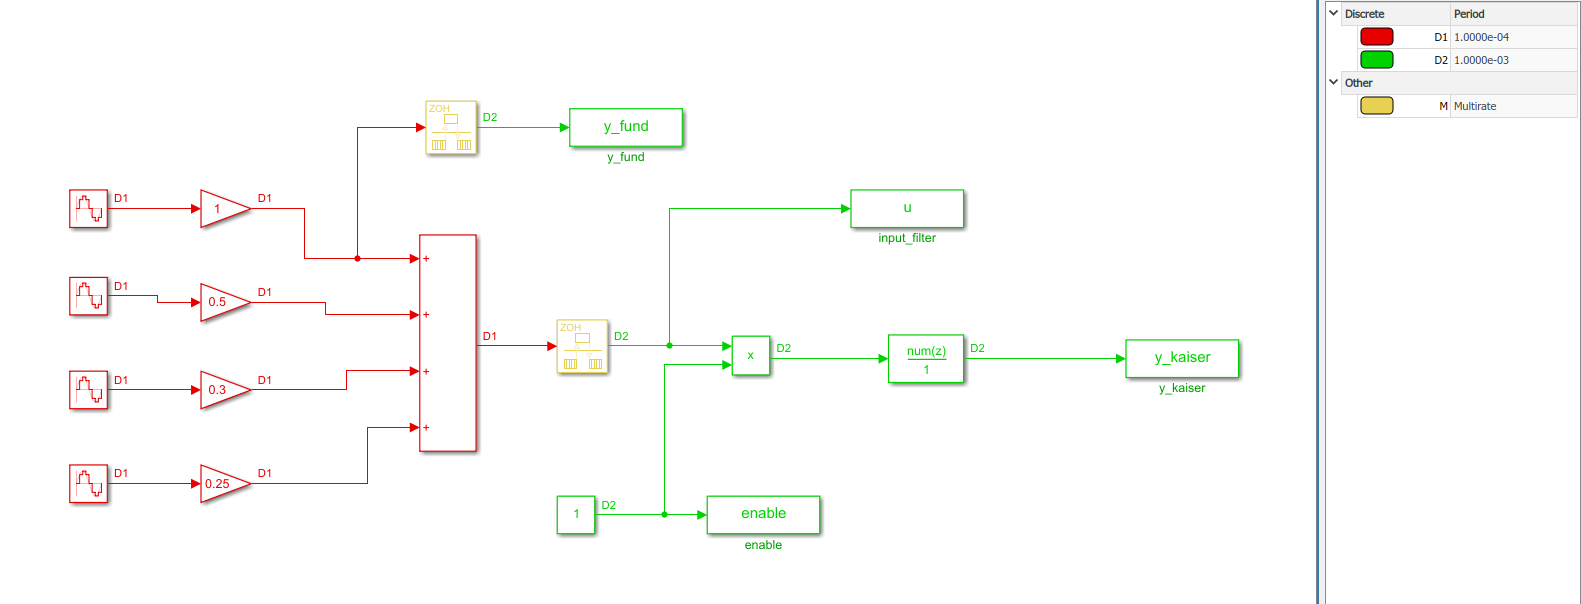 Discrete Period
D1 1.0000e-04
D2 1.0000e-03
Other
M Multirate
ZOH
D2
y_fund
y_fund
D1
1
D1
u
input_filter
+
D1
0.5
D1
+
D1
ZOH
D2
x
D2
num(z)
1
D2
y_kaiser
y_kaiser
D1
0.3
D1
+
+
D1
0.25
D1
1
D2
enable
enable